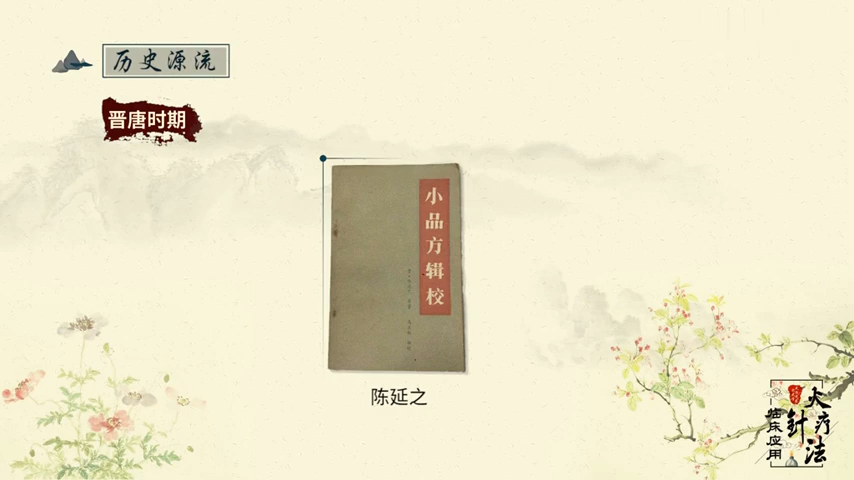 历史源流
晋唐时期
小品方辑校
陈延之
火针疗法
临床应用